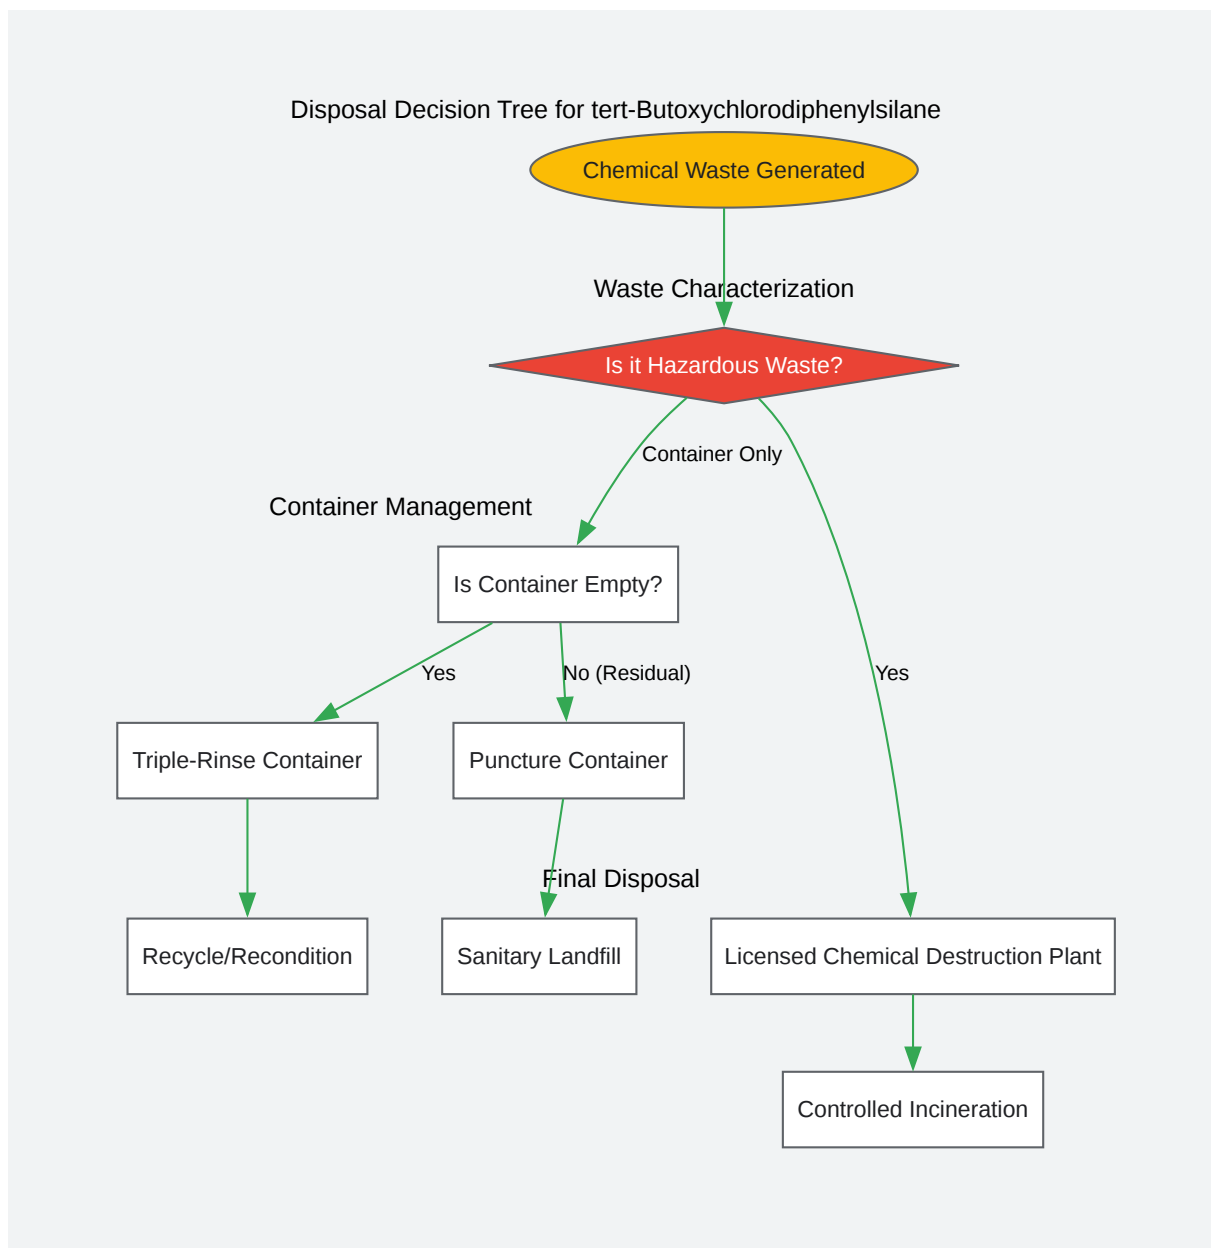 Disposal Decision Tree for tert-Butoxychlorodiphenylsilane
Chemical Waste Generated
Waste Characterization
Is it Hazardous Waste?
Container Only
Container Management
Is Container Empty?
Yes
No (Residual)
Yes
Triple-Rinse Container
Puncture Container
Final Disposal
Recycle/Recondition
Sanitary Landfill
Licensed Chemical Destruction Plant
Controlled Incineration